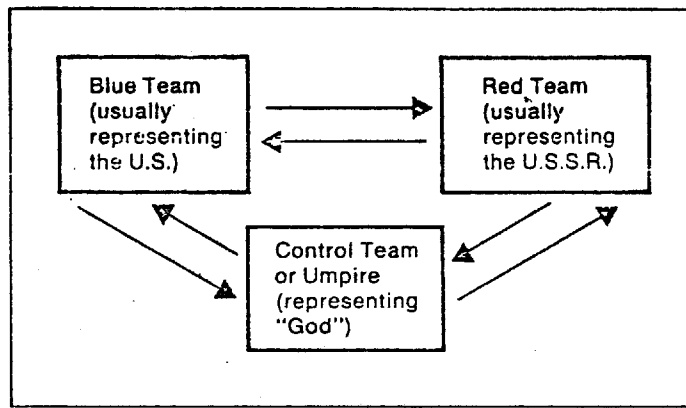 Blue Team
(usually
representing
the U.S.)
Red Team
(usually
representing
the U.S.S.R.)
Control Team
or Umpire
(representing
"God")